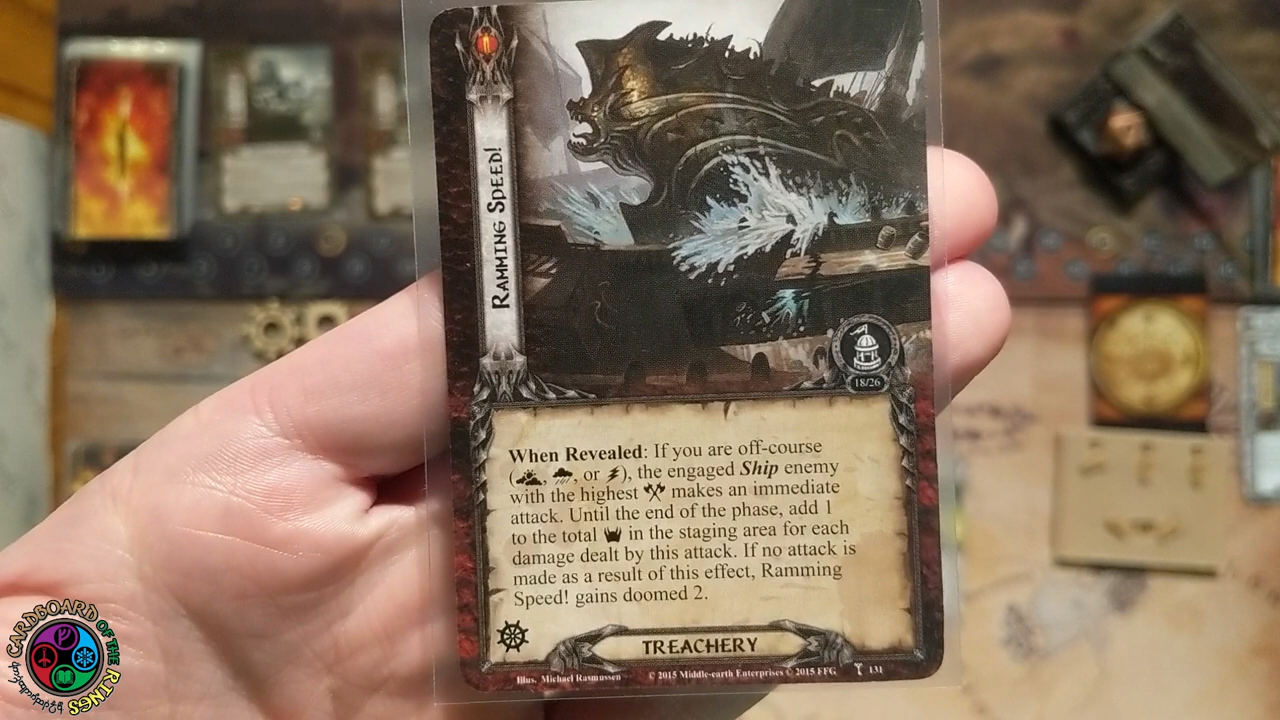 RAMMING SPEED!
18/26
When Revealed: If you are off-course
(, , or ), the engaged Ship enemy
with the highest makes an immediate
attack. Until the end of the phase, add 1
to the total in the staging area for each
damage dealt by this attack. If no attack is
made as a result of this effect, Ramming
Speed! gains doomed 2.
TREACHERY
Illus. Michael Rasmussen © 2015 Middle-earth Enterprises © 2015 FFG 131
CARDBOARD OF THE RINGS